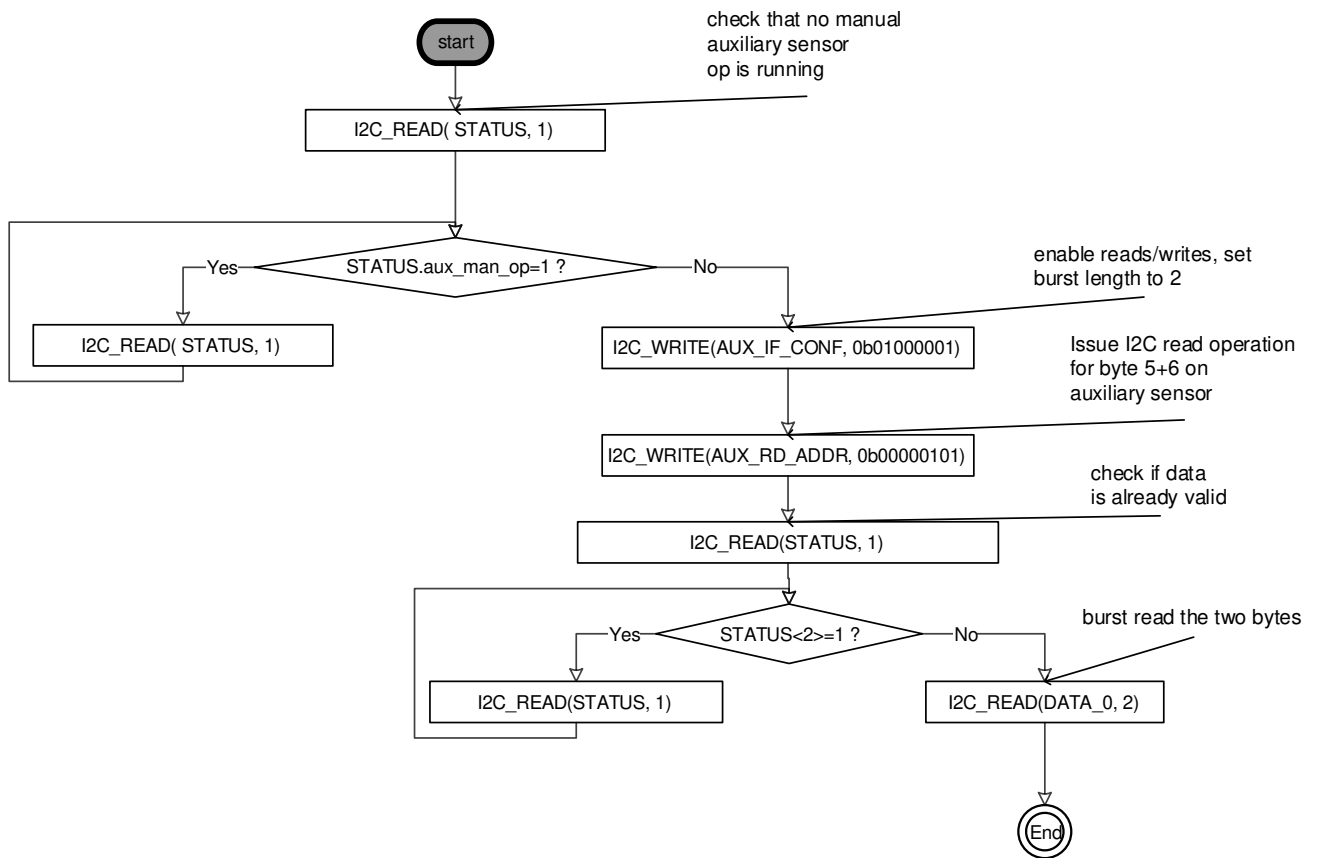 start
check that no manual
auxiliary sensor
op is running
I2C_READ( STATUS, 1)
STATUS.aux_man_op=1 ?
Yes
No
I2C_READ( STATUS, 1)
enable reads/writes, set
burst length to 2
I2C_WRITE(AUX_IF_CONF, 0b01000001)
Issue I2C read operation
for byte 5+6 on
auxiliary sensor
I2C_WRITE(AUX_RD_ADDR, 0b00000101)
check if data
is already valid
I2C_READ(STATUS, 1)
STATUS<2>=1 ?
Yes
No
I2C_READ(STATUS, 1)
burst read the two bytes
I2C_READ(DATA_0, 2)
End